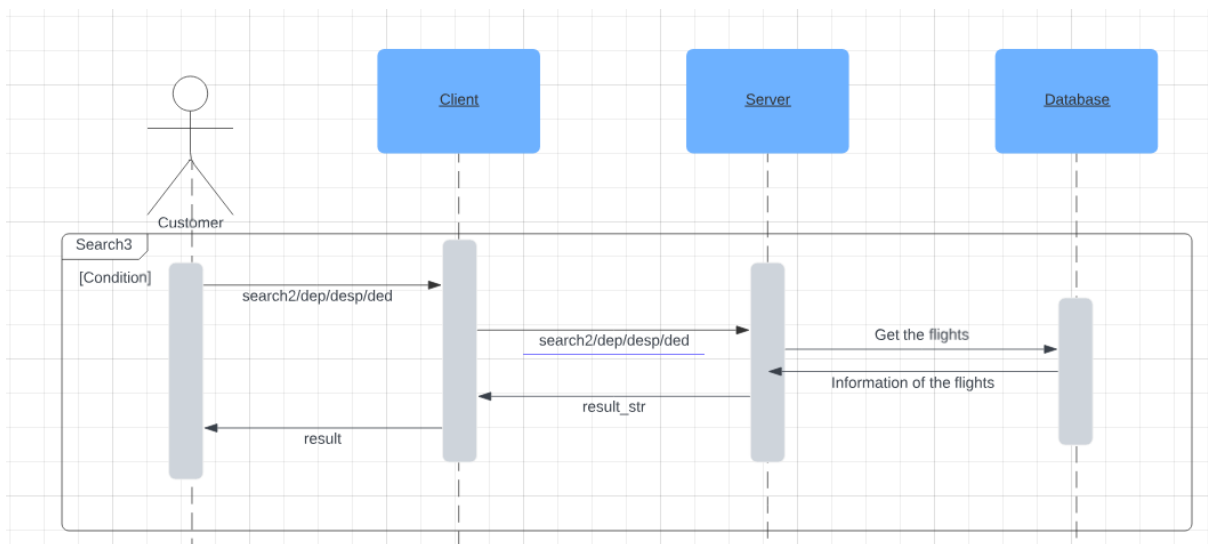 Client
Server
Database
Customer
Search3
[Condition]
search2/dep/desp/ded
search2/dep/desp/ded
Get the flights
Information of the flights
result_str
result